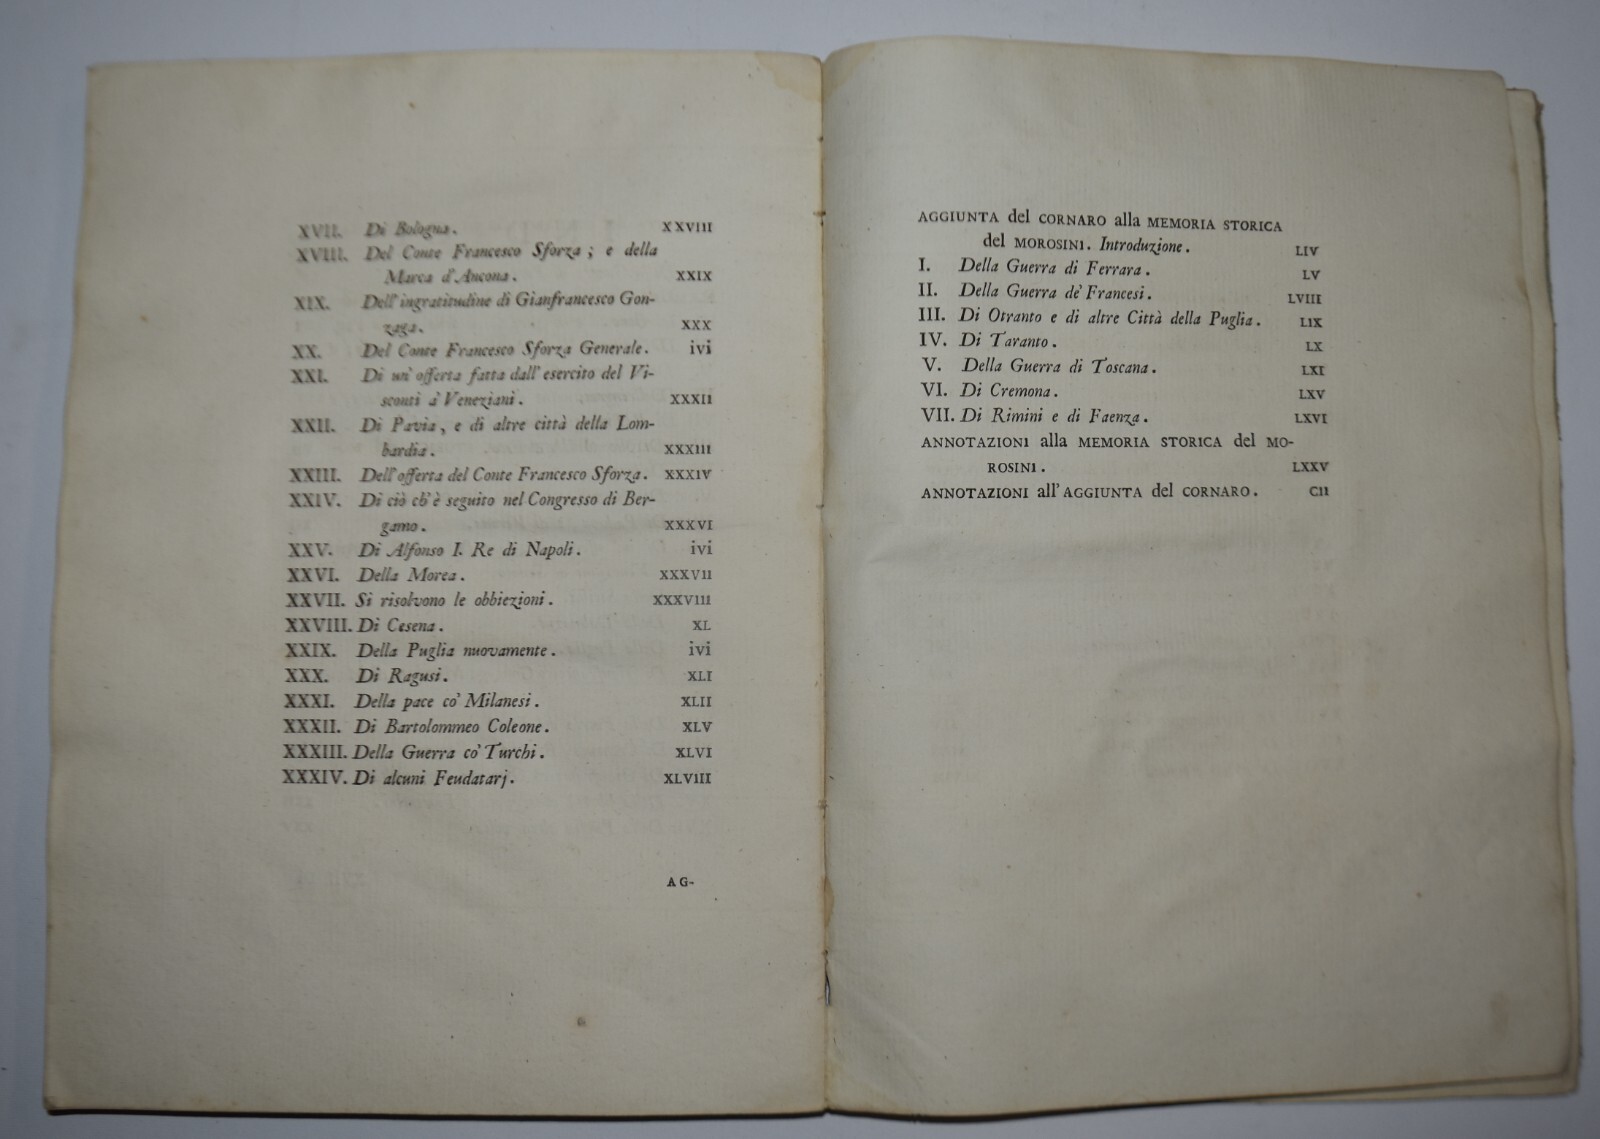 XVII. Di Bologna. XXVIII
XVIII. Del Conte Francesco Sforza ; e della
Marca d'Ancona. XXIX
XIX. Dell'ingratitudine di Gianfrancesco Gon-
zaga. XXX
XX. Del Conte Francesco Sforza Generale. ivi
XXI. Di un'offerta fatta dall'esercito del Vi-
sconti a' Veneziani. XXXII
XXII. Di Pavia, e di altre città della Lom-
bardia. XXXIII
XXIII. Dell'offerta del Conte Francesco Sforza. XXXIV
XXIV. Di ciò ch'è seguito nel Congresso di Ber-
gamo. XXXVI
XXV. Di Alfonso I. Re di Napoli. ivi
XXVI. Della Morea. XXXVII
XXVII. Si risolvono le obbiezioni. XXXVIII
XXVIII. Di Cesena. XL
XXIX. Della Puglia nuovamente. ivi
XXX. Di Ragusi. XLI
XXXI. Della pace co' Milanesi. XLII
XXXII. Di Bartolommeo Coleone. XLV
XXXIII. Della Guerra co' Turchi. XLVI
XXXIV. Di alcuni Feudatarj. XLVIII
AG-
AGGIUNTA del CORNARO alla MEMORIA STORICA
del MOROSINI. Introduzione. LIV
I. Della Guerra di Ferrara. LV
II. Della Guerra de' Francesi. LVIII
III. Di Otranto e di altre Città della Puglia. LIX
IV. Di Taranto. LX
V. Della Guerra di Toscana. LXI
VI. Di Cremona. LXV
VII. Di Rimini e di Faenza. LXVI
ANNOTAZIONI alla MEMORIA STORICA del MO-
ROSINI. LXXV
ANNOTAZIONI all'AGGIUNTA del CORNARO. CII